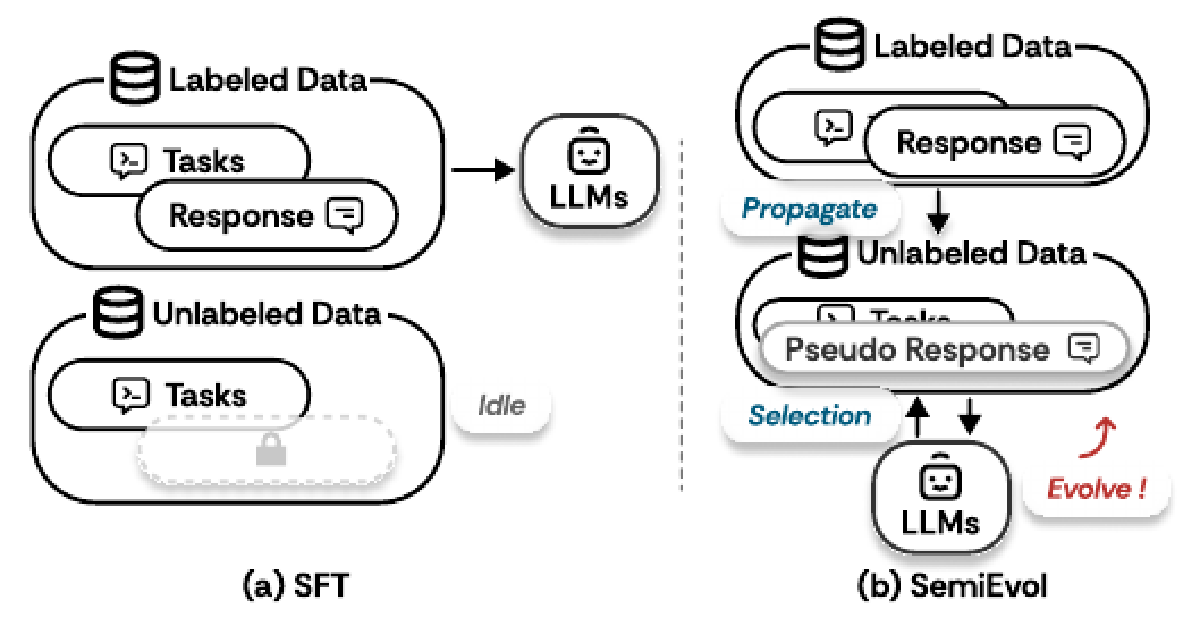 Labeled Data
Tasks
Response
LLMs
Unlabeled Data
Tasks
Idle
(a) SFT
Labeled Data
Response
Propagate
Unlabeled Data
Tasks
Pseudo Response
Selection
LLMs
Evolve !
(b) SemiEvol